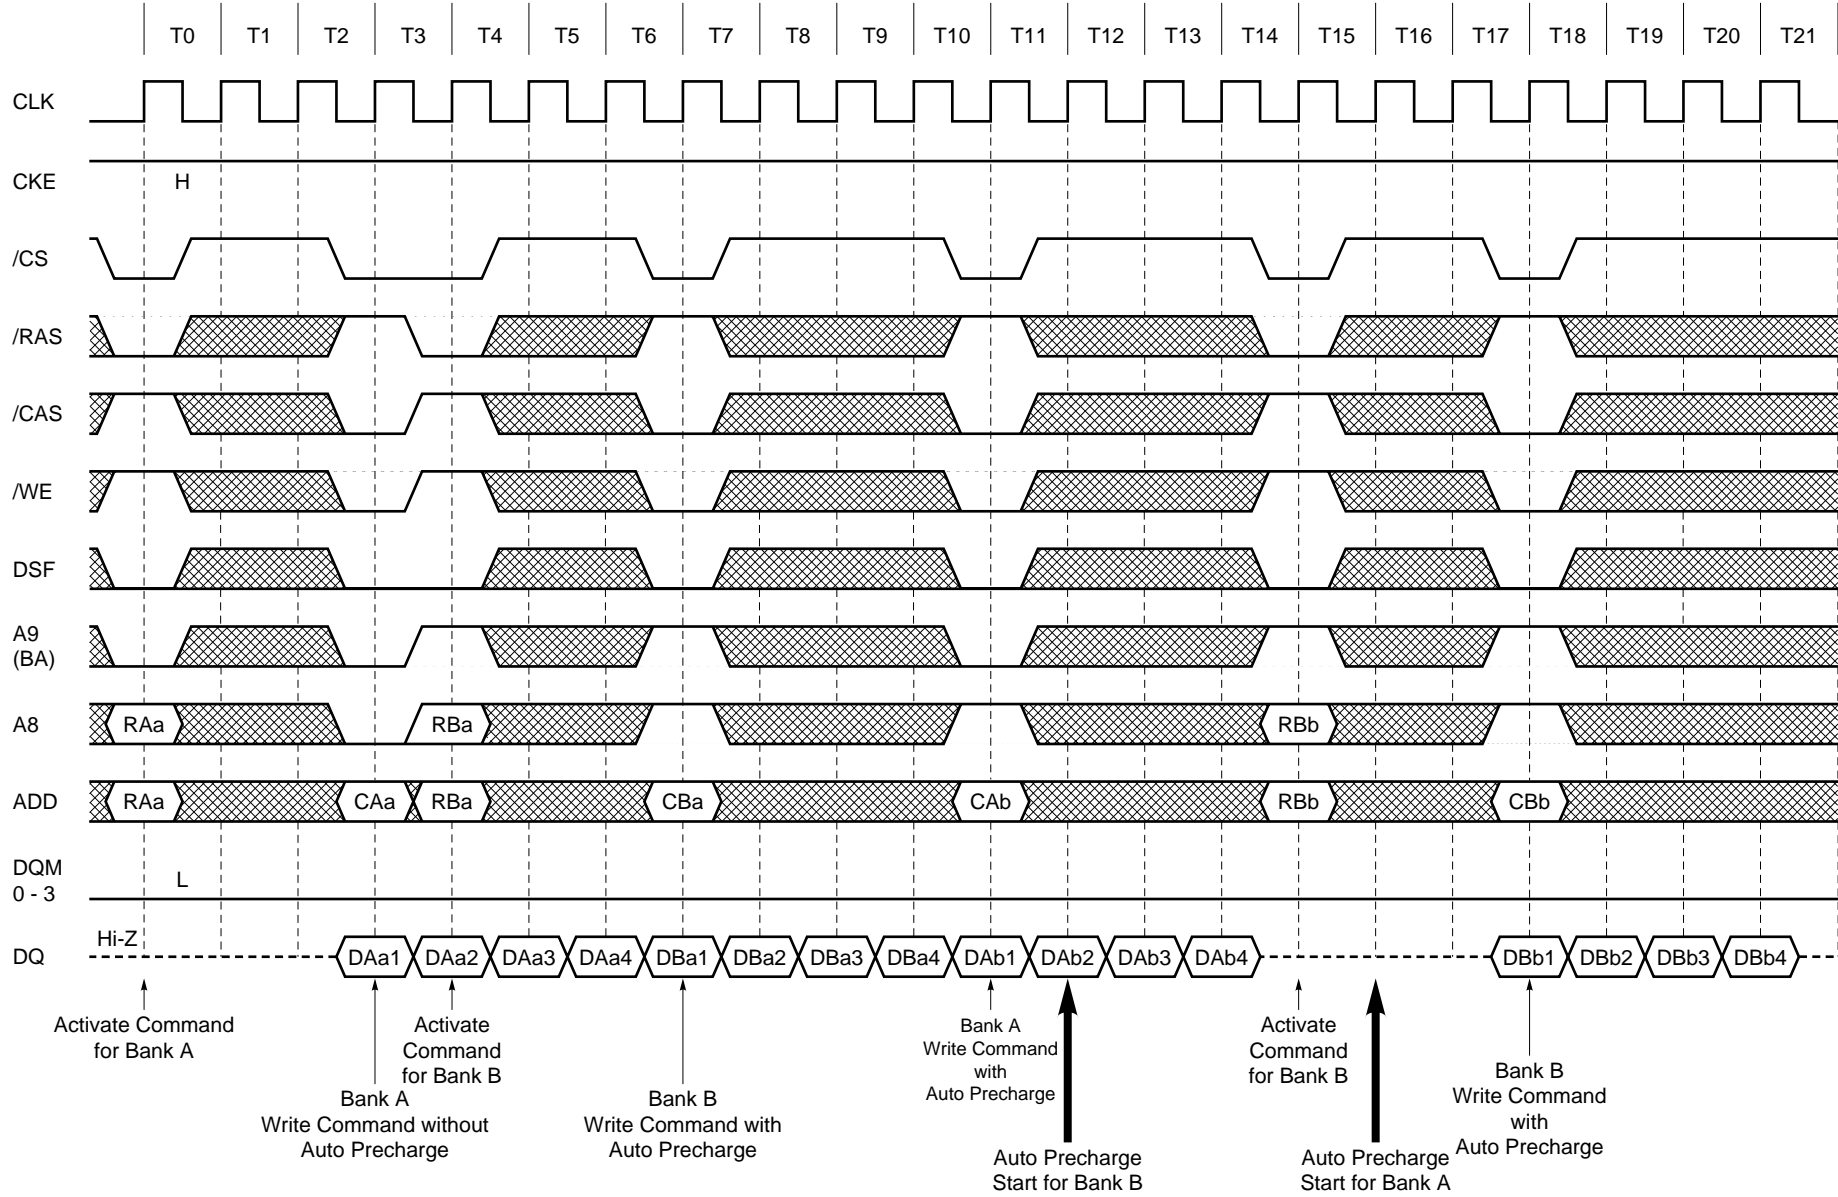 T0 T1 T2 T3 T4 T5 T6 T7 T8 T9 T10 T11 T12 T13 T14 T15 T16 T17 T18 T19 T20 T21
CLK
CKE H
/CS
/RAS
/CAS
/WE
DSF
A9
(BA)
A8 RAa RBa RBb
ADD RAa CAa RBa CBa CAb RBb CBb
DQM
0 - 3
L
Hi-Z
DQ DAa1 DAa2 DAa3 DAa4 DBa1 DBa2 DBa3 DBa4 DAb1 DAb2 DAb3 DAb4 DBb1 DBb2 DBb3 DBb4
Activate Command
for Bank A
Bank A
Write Command without
Auto Precharge
Activate
Command
for Bank B
Bank B
Write Command with
Auto Precharge
Bank A
Write Command
with
Auto Precharge
Auto Precharge
Start for Bank B
Activate
Command
for Bank B
Auto Precharge
Start for Bank A
Bank B
Write Command
with
Auto Precharge